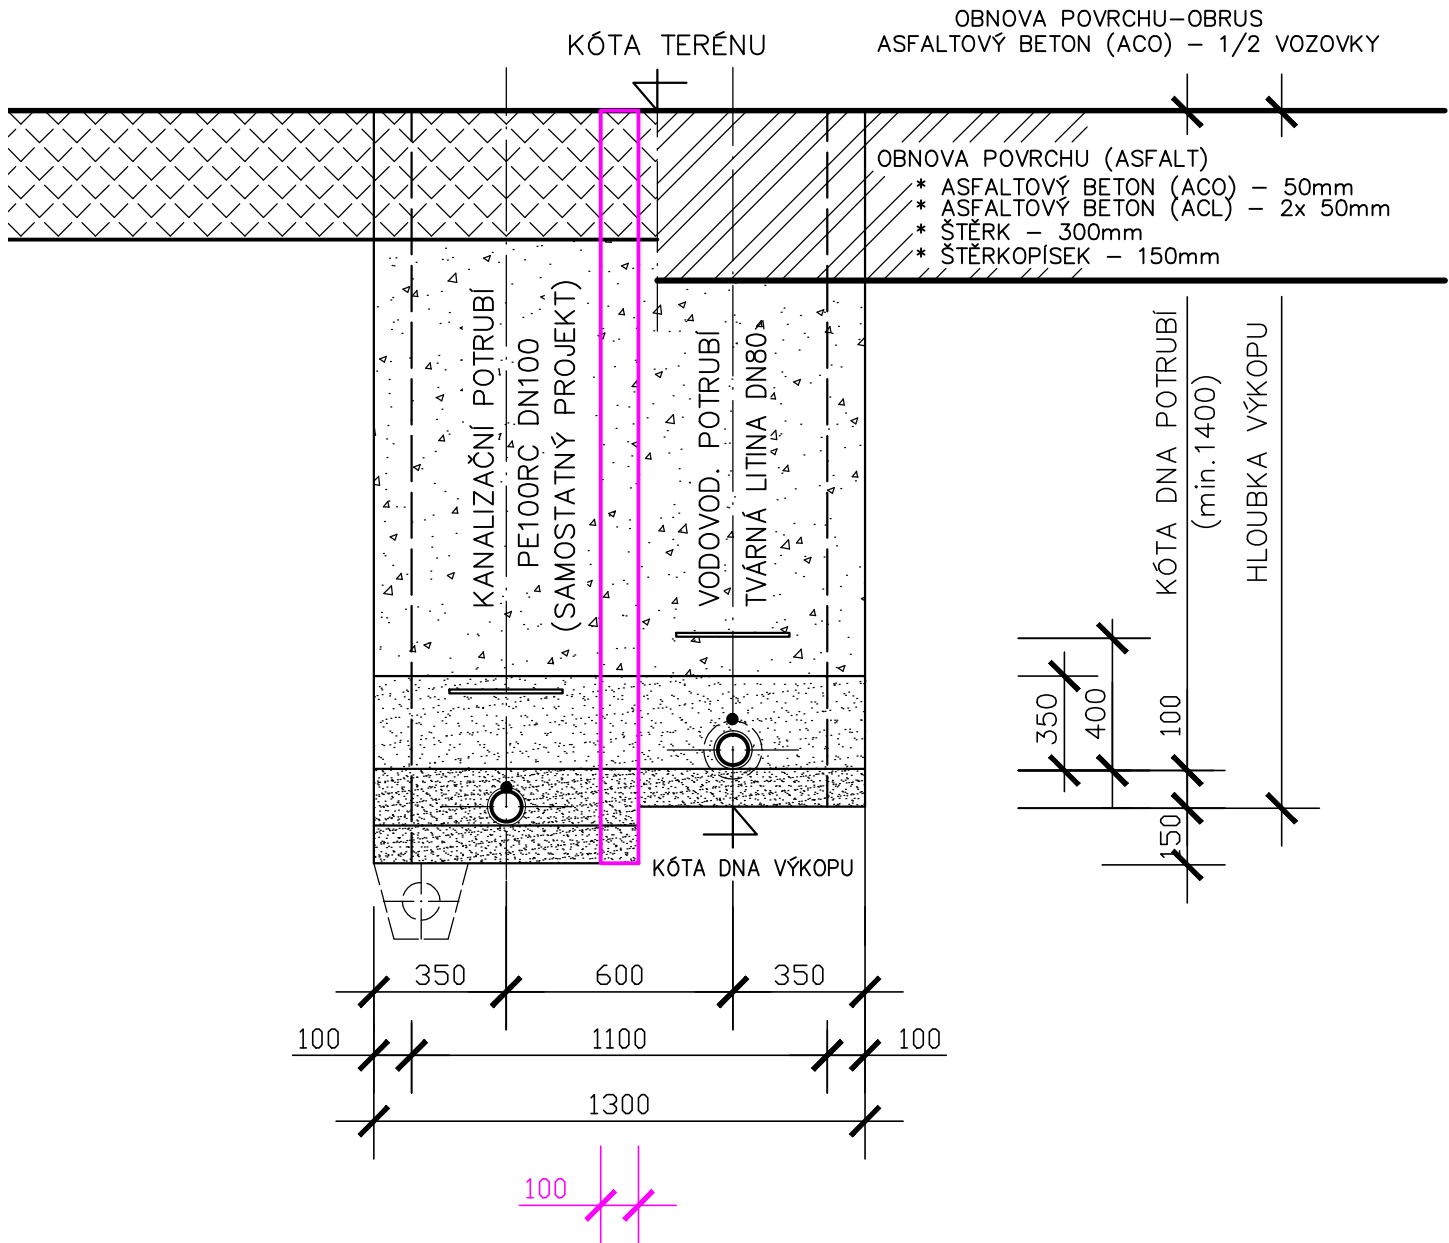 OBNOVA POVRCHU-OBRUS
ASFALTOVÝ BETON (ACO) - 1/2 VOZOVKY
KÓTA TERÉNU
OBNOVA POVRCHU (ASFALT)
* ASFALTOVÝ BETON (ACO) - 50mm
* ASFALTOVÝ BETON (ACL) - 2x 50mm
* ŠTĚRK - 300mm
* ŠTĚRKOPÍSEK - 150mm
KANALIZAČNÍ POTRUBÍ
PE100RC DN100
(SAMOSTATNÝ PROJEKT)
VODOVOD. POTRUBÍ
TVÁRNÁ LITINA DN80
KÓTA DNA POTRUBÍ
(min.1400)
HLOUBKA VÝKOPU
350
400
100
150
KÓTA DNA VÝKOPU
350
600
350
100
1100
100
1300
100